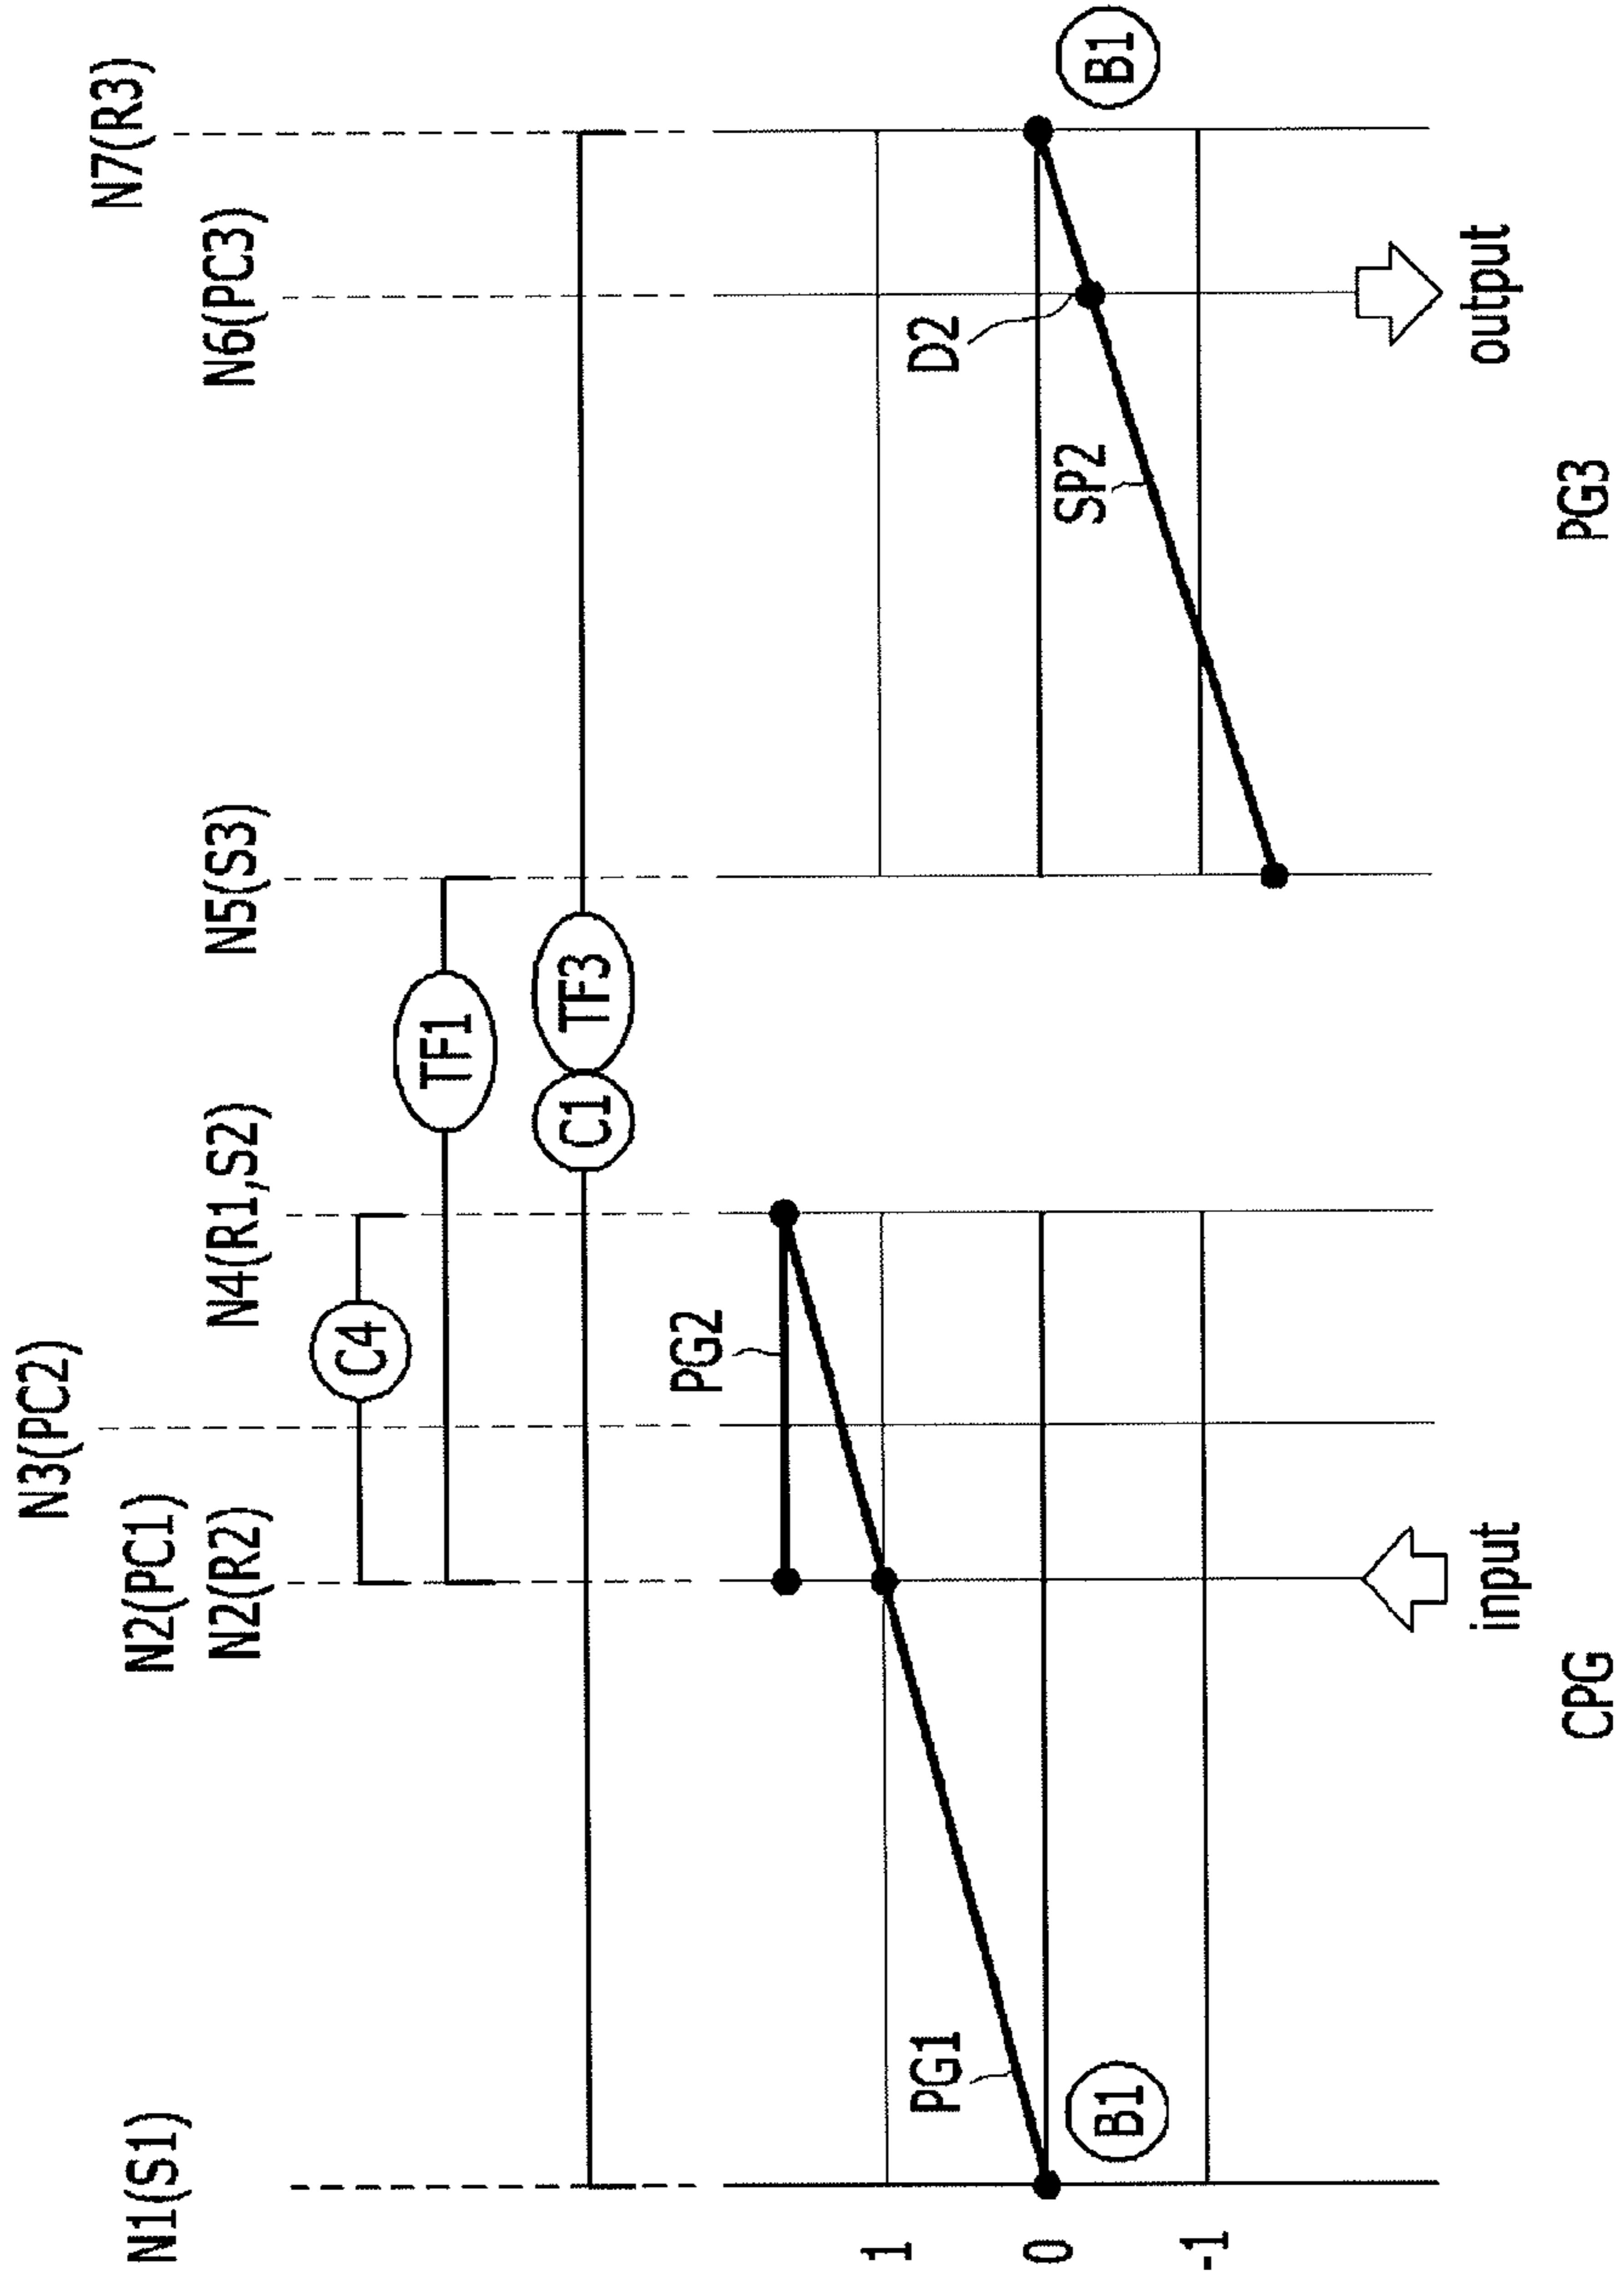 N3(PC2)
N7(R3)
N1(S1)
N2(PC1)
N2(R2)
N4(R1,S2)
N5(S3)
N6(PC3)
C4
TF1
C1
TF3
PG2
1
PG1
D2
0
B1
SP2
B1
-1
input
output
CPG
PG3